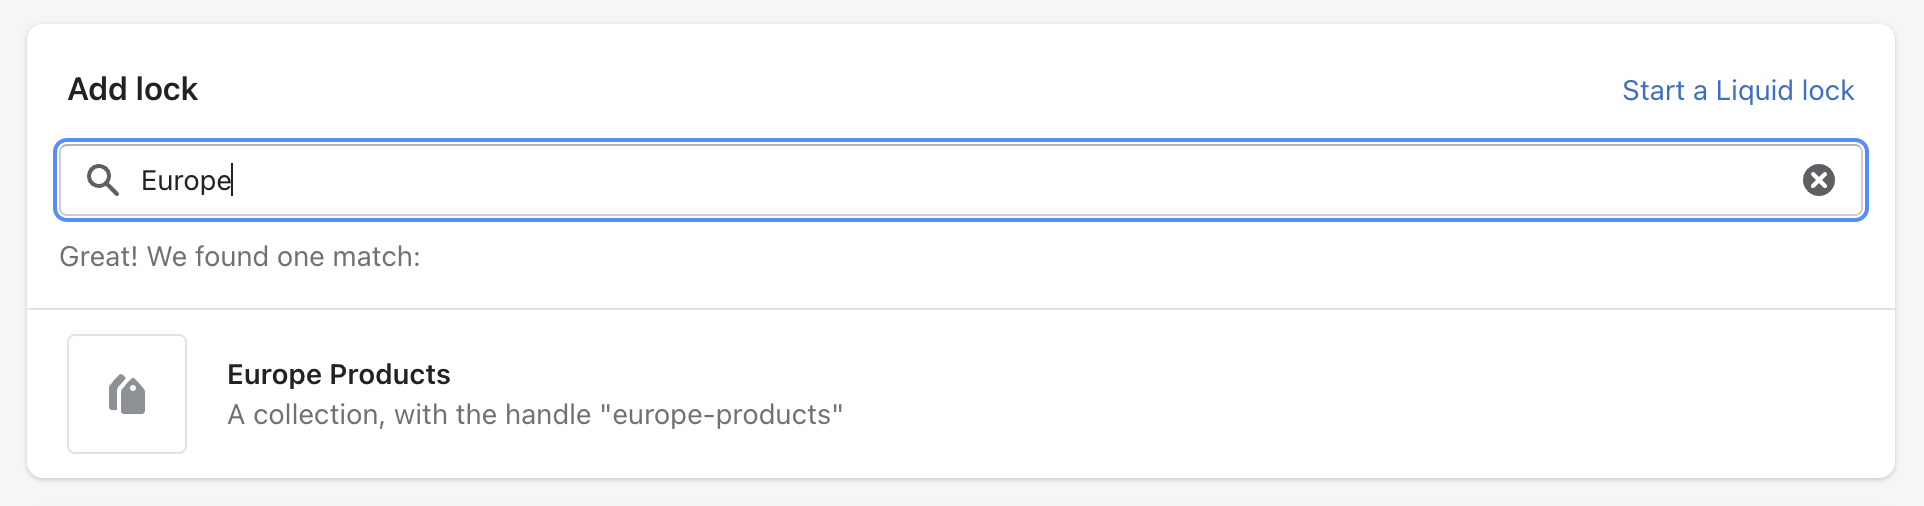 Add lock
Start a Liquid lock
Europe
Great! We found one match:
Europe Products
A collection, with the handle "europe-products"